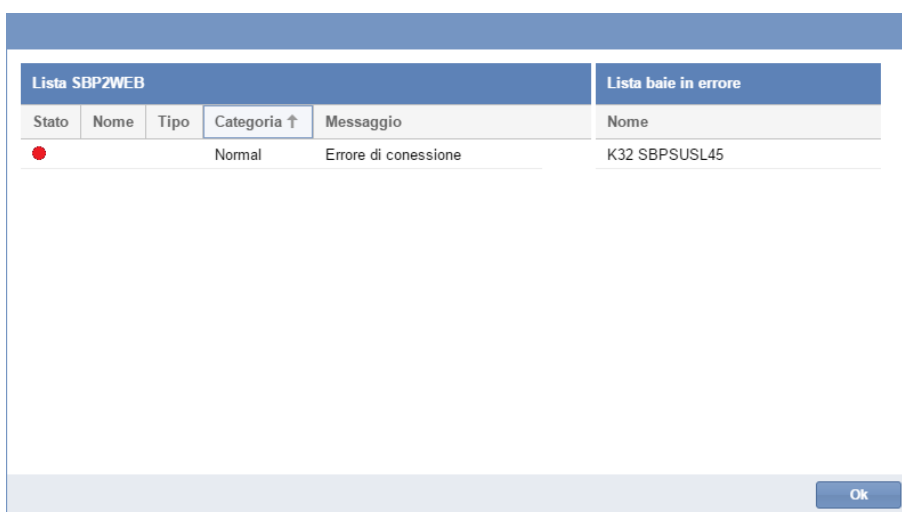 Lista SBP2WEB
Lista baie in errore
Stato Nome Tipo Categoria ↑ Messaggio
Nome
Normal Errore di conessione
K32 SBPSUSL45
Ok